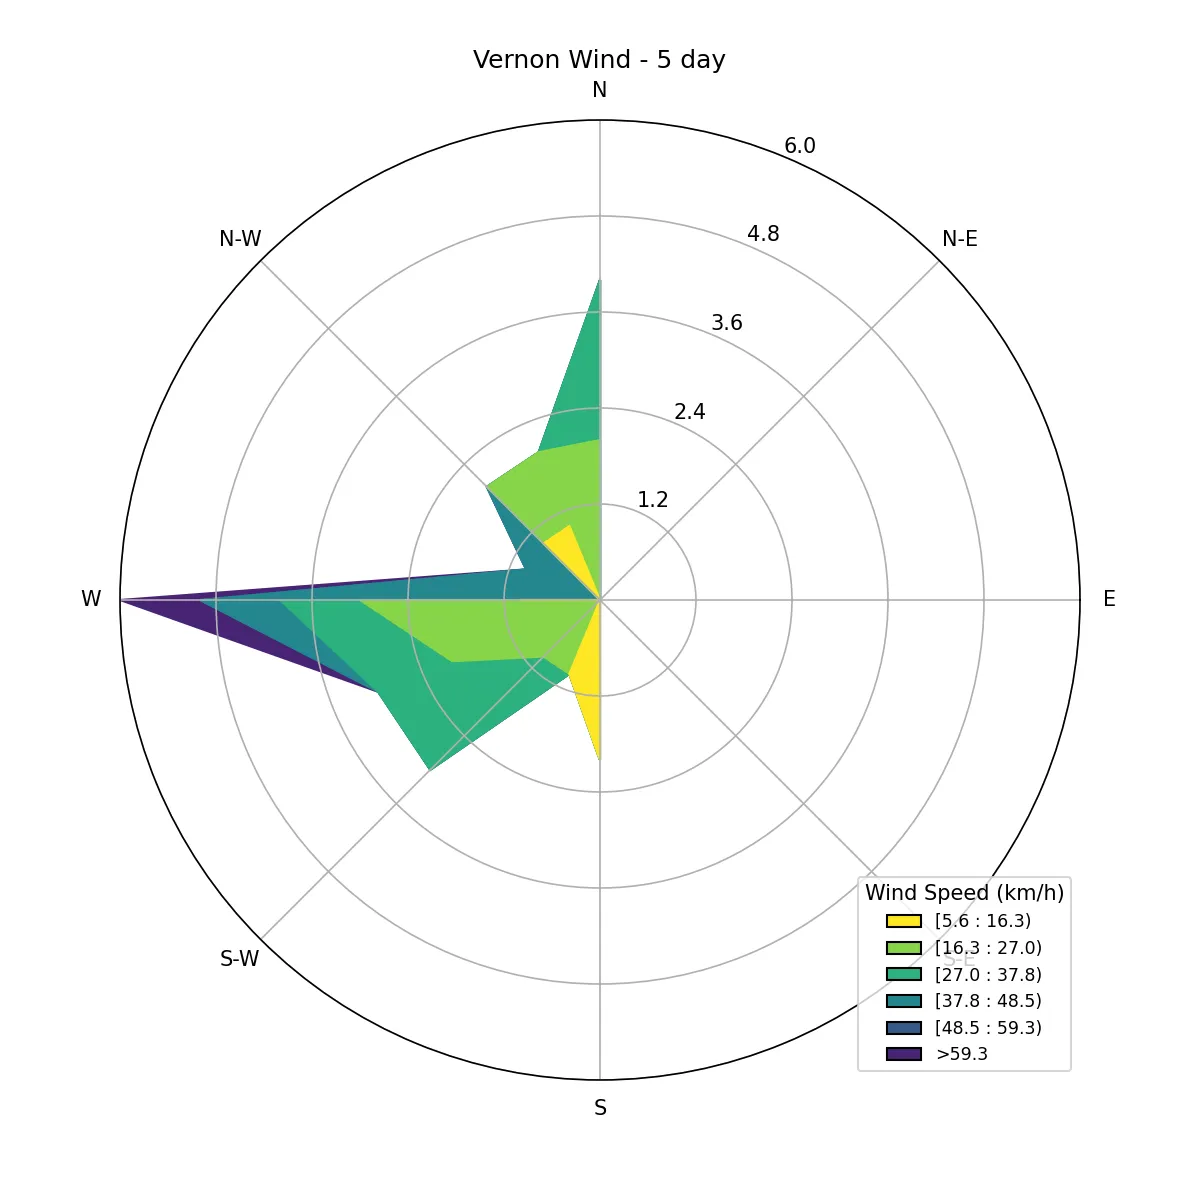 Vernon Wind - 5 day
N
6.0
N-W
N-E
4.8
3.6
2.4
1.2
W
E
S-W
S-E
S
Wind Speed (km/h)
[5.6 : 16.3)
[16.3 : 27.0)
[27.0 : 37.8)
[37.8 : 48.5)
[48.5 : 59.3)
>59.3